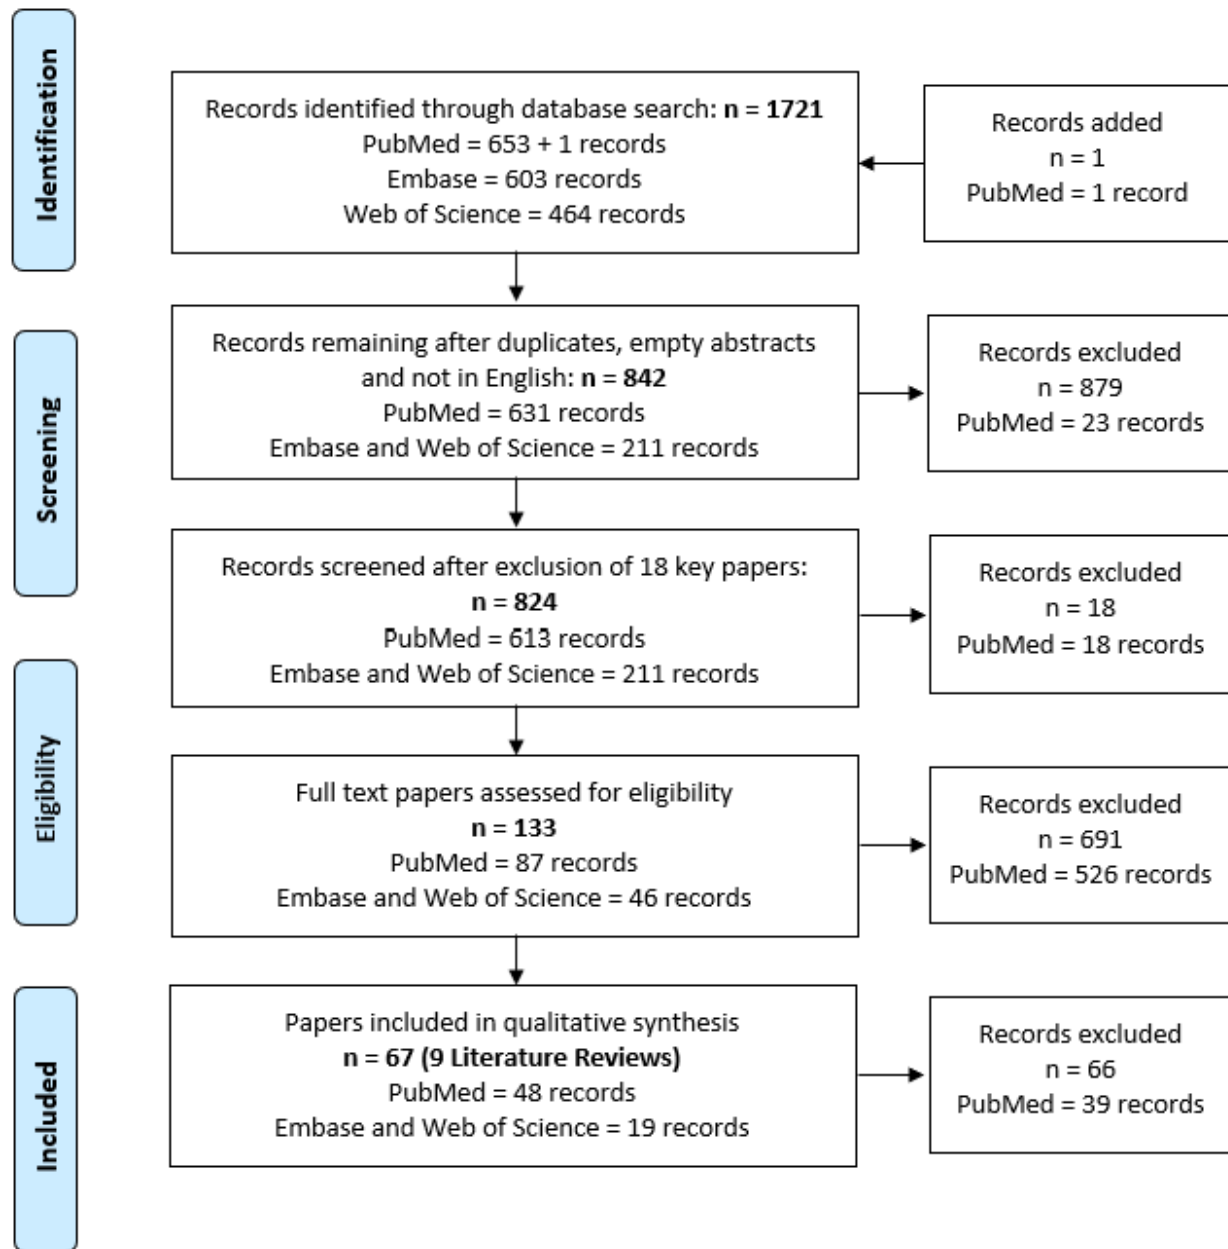 Identification
Records identified through database search: n = 1721
PubMed = 653 + 1 records
Embase = 603 records
Web of Science = 464 records
Records added
n = 1
PubMed = 1 record
Screening
Records remaining after duplicates, empty abstracts
and not in English: n = 842
PubMed = 631 records
Embase and Web of Science = 211 records
Records excluded
n = 879
PubMed = 23 records
Records screened after exclusion of 18 key papers:
n = 824
PubMed = 613 records
Embase and Web of Science = 211 records
Records excluded
n = 18
PubMed = 18 records
Eligibility
Full text papers assessed for eligibility
n = 133
PubMed = 87 records
Embase and Web of Science = 46 records
Records excluded
n = 691
PubMed = 526 records
Included
Papers included in qualitative synthesis
n = 67 (9 Literature Reviews)
PubMed = 48 records
Embase and Web of Science = 19 records
Records excluded
n = 66
PubMed = 39 records